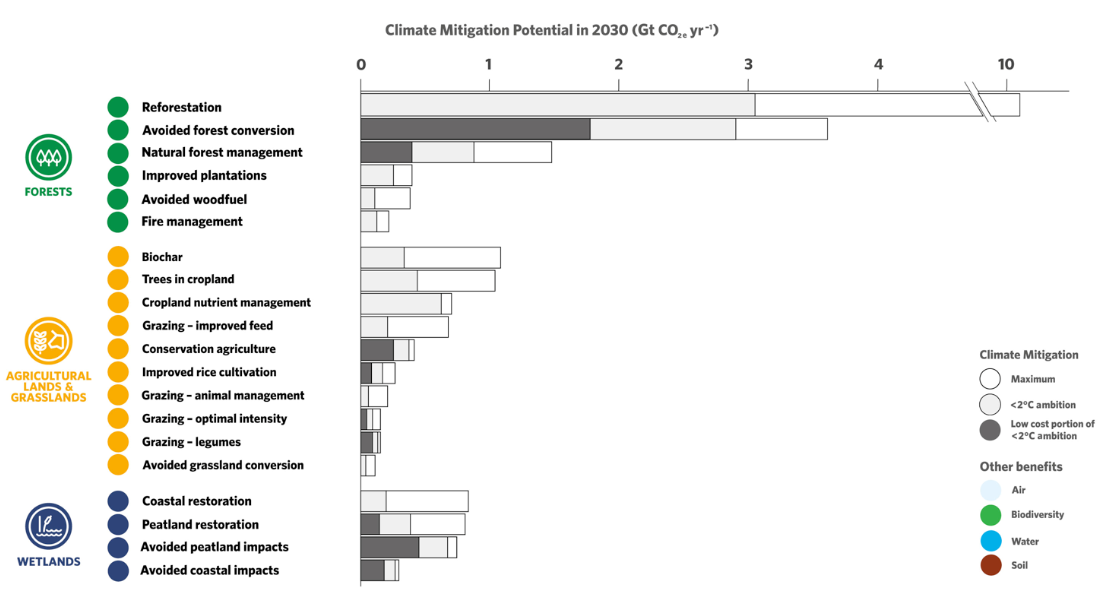 Climate Mitigation Potential in 2030 (Gt CO₂ₑ yr⁻¹)
0 1 2 3 4 10
Reforestation
Avoided forest conversion
Natural forest management
Improved plantations
Avoided woodfuel
Fire management
FORESTS
Biochar
Trees in cropland
Cropland nutrient management
Grazing – improved feed
Conservation agriculture
Improved rice cultivation
Grazing – animal management
Grazing – optimal intensity
Grazing – legumes
Avoided grassland conversion
AGRICULTURAL
LANDS &
GRASSLANDS
Coastal restoration
Peatland restoration
Avoided peatland impacts
Avoided coastal impacts
WETLANDS
Climate Mitigation
Maximum
<2°C ambition
Low cost portion of
<2°C ambition
Other benefits
Air
Biodiversity
Water
Soil